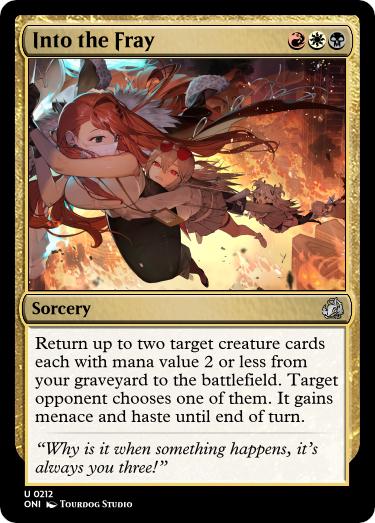 Into the Fray
Sorcery
Return up to two target creature cards
each with mana value 2 or less from
your graveyard to the battlefield. Target
opponent chooses one of them. It gains
menace and haste until end of turn.
“Why is it when something happens, it’s
always you three!”
U 0212
ONI Tourdog Studio